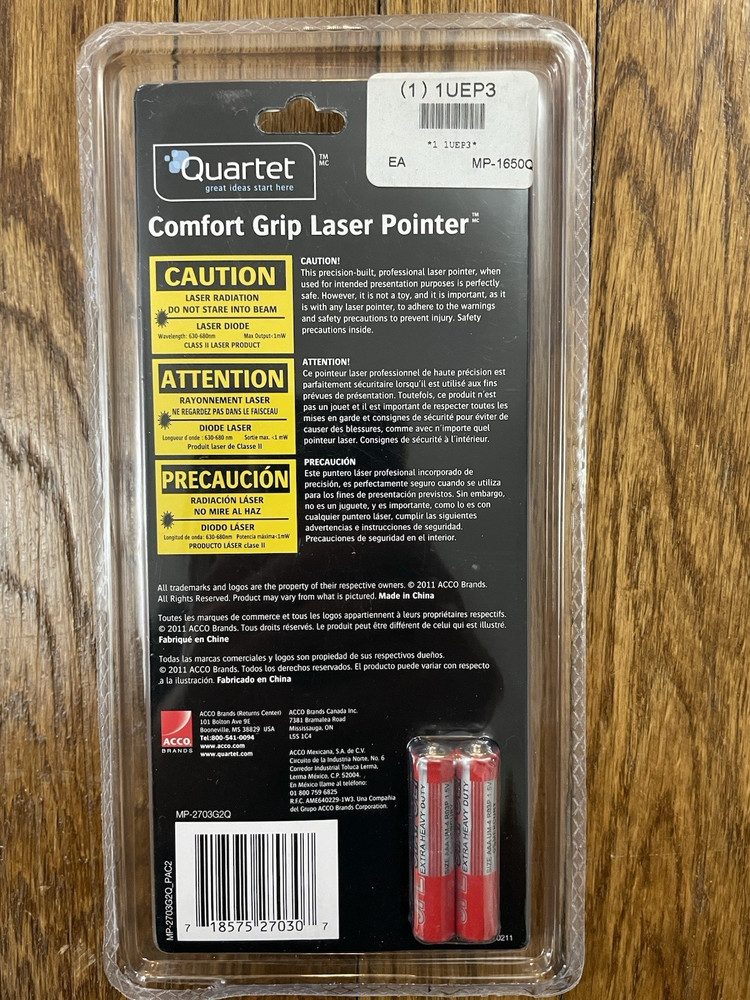 (1) 1UEP3
*1 1UEP3*
EA MP-1650Q
Quartet TM MC
great ideas start here
Comfort Grip Laser Pointer TM MC
CAUTION
LASER RADIATION
DO NOT STARE INTO BEAM
LASER DIODE
Wavelength: 630-680nm Max Output<1mW
CLASS II LASER PRODUCT
CAUTION!
This precision-built, professional laser pointer, when
used for intended presentation purposes is perfectly
safe. However, it is not a toy, and it is important, as it
is with any laser pointer, to adhere to the warnings
and safety precautions to prevent injury. Safety
precautions inside.
ATTENTION
RAYONNEMENT LASER
NE REGARDEZ PAS DANS LE FAISCEAU
DIODE LASER
Longueur d'onde : 630-680 nm Sortie max. <1 mW
Produit laser de Classe II
ATTENTION!
Ce pointeur laser professionnel de haute précision est
parfaitement sécuritaire lorsqu'il est utilisé aux fins
prévues de présentation. Toutefois, ce produit n'est
pas un jouet et il est important de respecter toutes les
mises en garde et consignes de sécurité pour éviter de
causer des blessures, comme avec n'importe quel
pointeur laser. Consignes de sécurité à l'intérieur.
PRECAUCIÓN
RADIACIÓN LÁSER
NO MIRE AL HAZ
DIODO LÁSER
Longitud de onda: 630-680nm Potencia máxima<1mW
PRODUCTO LÁSER clase II
PRECAUCIÓN
Este puntero láser profesional incorporado de
precisión, es perfectamente seguro cuando se utiliza
para los fines de presentación previstos. Sin embargo,
no es un juguete, y es importante, como lo es con
cualquier puntero láser, cumplir las siguientes
advertencias e instrucciones de seguridad.
Precauciones de seguridad en el interior.
All trademarks and logos are the property of their respective owners. © 2011 ACCO Brands.
All Rights Reserved. Product may vary from what is pictured. Made in China
Toutes les marques de commerce et tous les logos appartiennent à leurs propriétaires respectifs.
© 2011 ACCO Brands. Tous droits réservés. Le produit peut être différent de celui qui est illustré.
Fabriqué en Chine
Todas las marcas comerciales y logos son propiedad de sus respectivos dueños.
© 2011 ACCO Brands. Todos los derechos reservados. El producto puede variar con respecto
a la ilustración. Fabricado en China
ACCO
BRANDS
ACCO Brands (Returns Center)
101 Bolton Ave 9E
Booneville, MS 38829 USA
Tel:800-541-0094
www.acco.com
www.quartet.com
ACCO Brands Canada Inc.
7381 Bramalea Road
Mississauga, ON
L5S 1C4
ACCO Mexicana, S.A. de C.V.
Circuito de la Industria Norte, No. 6
Corredor Industrial Toluca Lerma,
Lerma México, C.P. 52004.
En México llame al teléfono:
01 800 759 6825
R.F.C. AME640229-1W3. Una Compañía
del Grupo ACCO Brands Corporation.
MP-2703G2Q
MP-2703G2Q_PAC2
7 18575 27030 7
EXTRA HEAVY DUTY
EXTRA HEAVY DUTY
0211